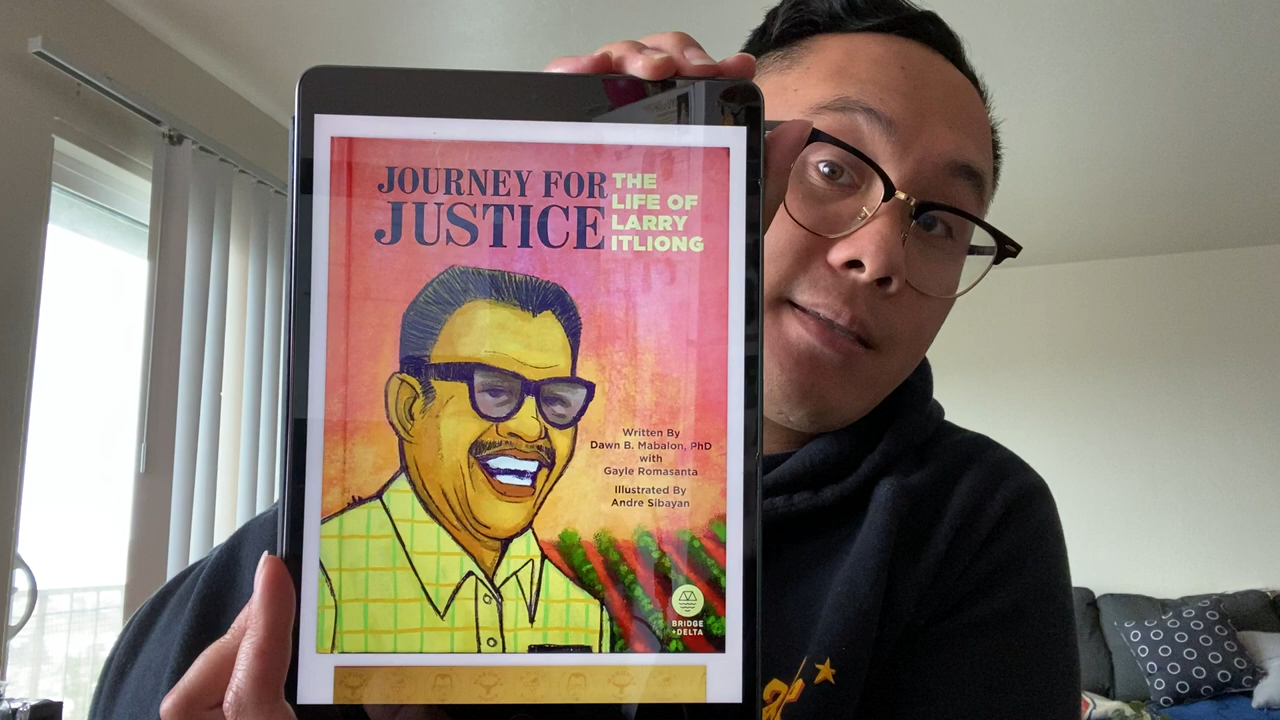 JOURNEY FOR
JUSTICE
THE
LIFE OF
LARRY
ITLIONG
Written By
Dawn B. Mabalon, PhD
with
Gayle Romasanta
Illustrated By
Andre Sibayan
BRIDGE
+DELTA